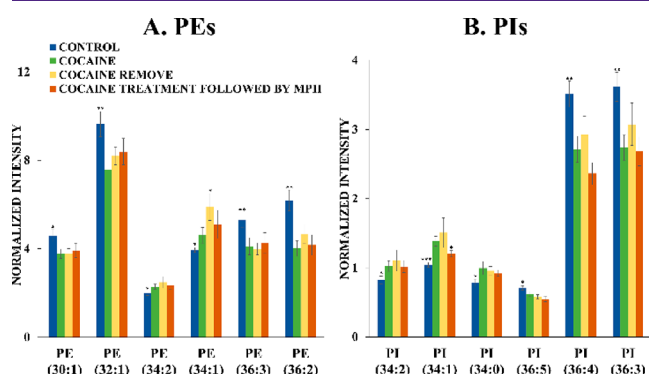 A. PEs
CONTROL
COCAINE
COCAINE REMOVE
COCAINE TREATMENT FOLLOWED BY MPH
NORMALIZED INTENSITY
12
8
4
0
PE (30:1)
PE (32:1)
PE (34:2)
PE (34:1)
PE (36:3)
PE (36:2)
B. PIs
NORMALIZED INTENSITY
4
3
2
1
0
PI (34:2)
PI (34:1)
PI (34:0)
PI (36:5)
PI (36:4)
PI (36:3)